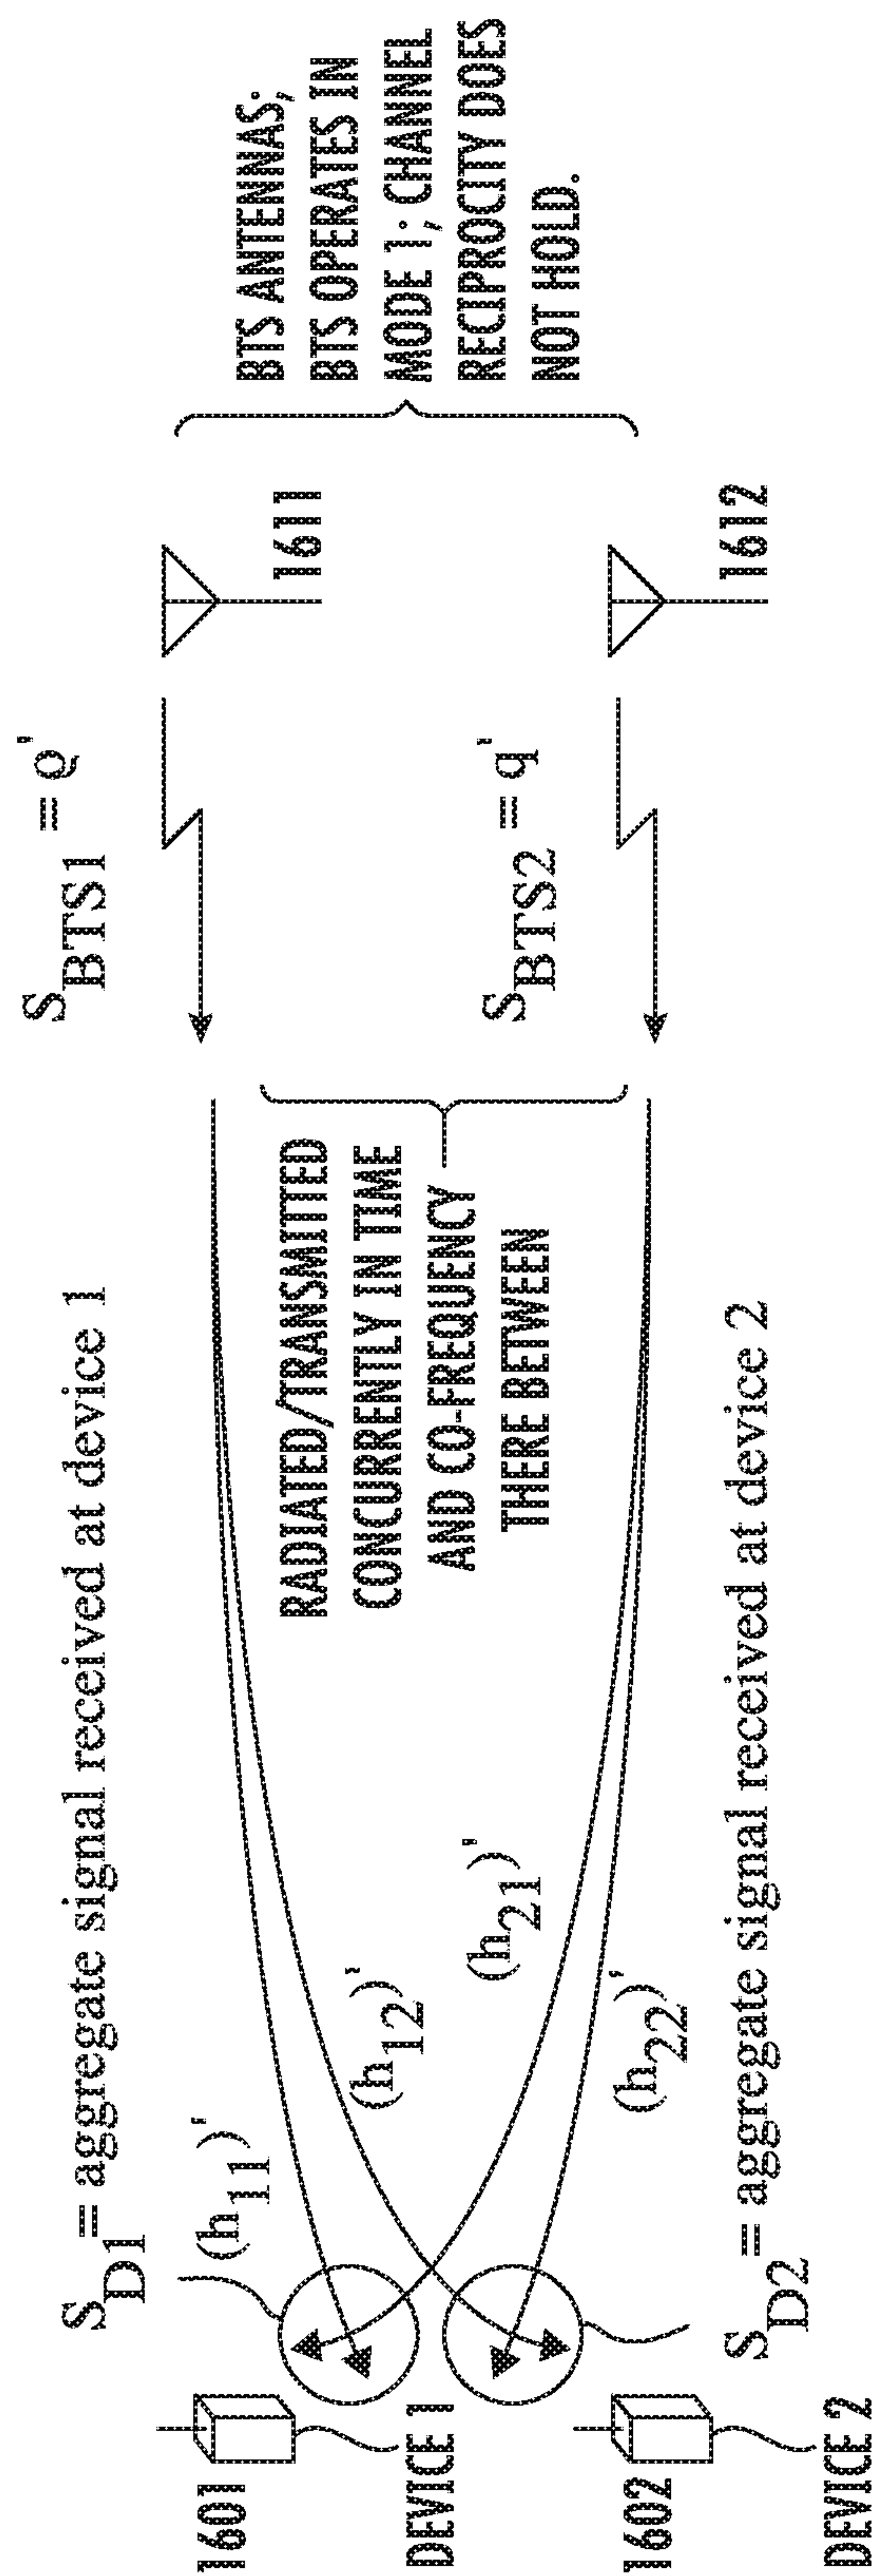 S_BTS1 = Q'
S_BTS2 = q'
1611
1612
BTS ANTENNAS;
BTS OPERATES IN
MODE 1; CHANNEL
RECIPROCITY DOES
NOT HOLD.
S_D1 = aggregate signal received at device 1
RADIATED/TRANSMITTED
CONCURRENTLY IN TIME
AND CO-FREQUENCY
THERE BETWEEN
(h_11)'
(h_12)'
(h_21)'
(h_22)'
S_D2 = aggregate signal received at device 2
1601
DEVICE 1
1602
DEVICE 2